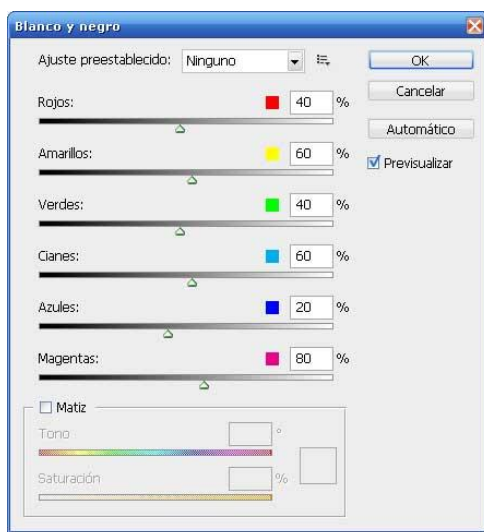 Blanco y negro
Ajuste preestablecido: Ninguno
OK
Cancelar
Automático
Previsualizar
Rojos: 40 %
Amarillos: 60 %
Verdes: 40 %
Cianes: 60 %
Azules: 20 %
Magentas: 80 %
Matiz
Tono °
Saturación %